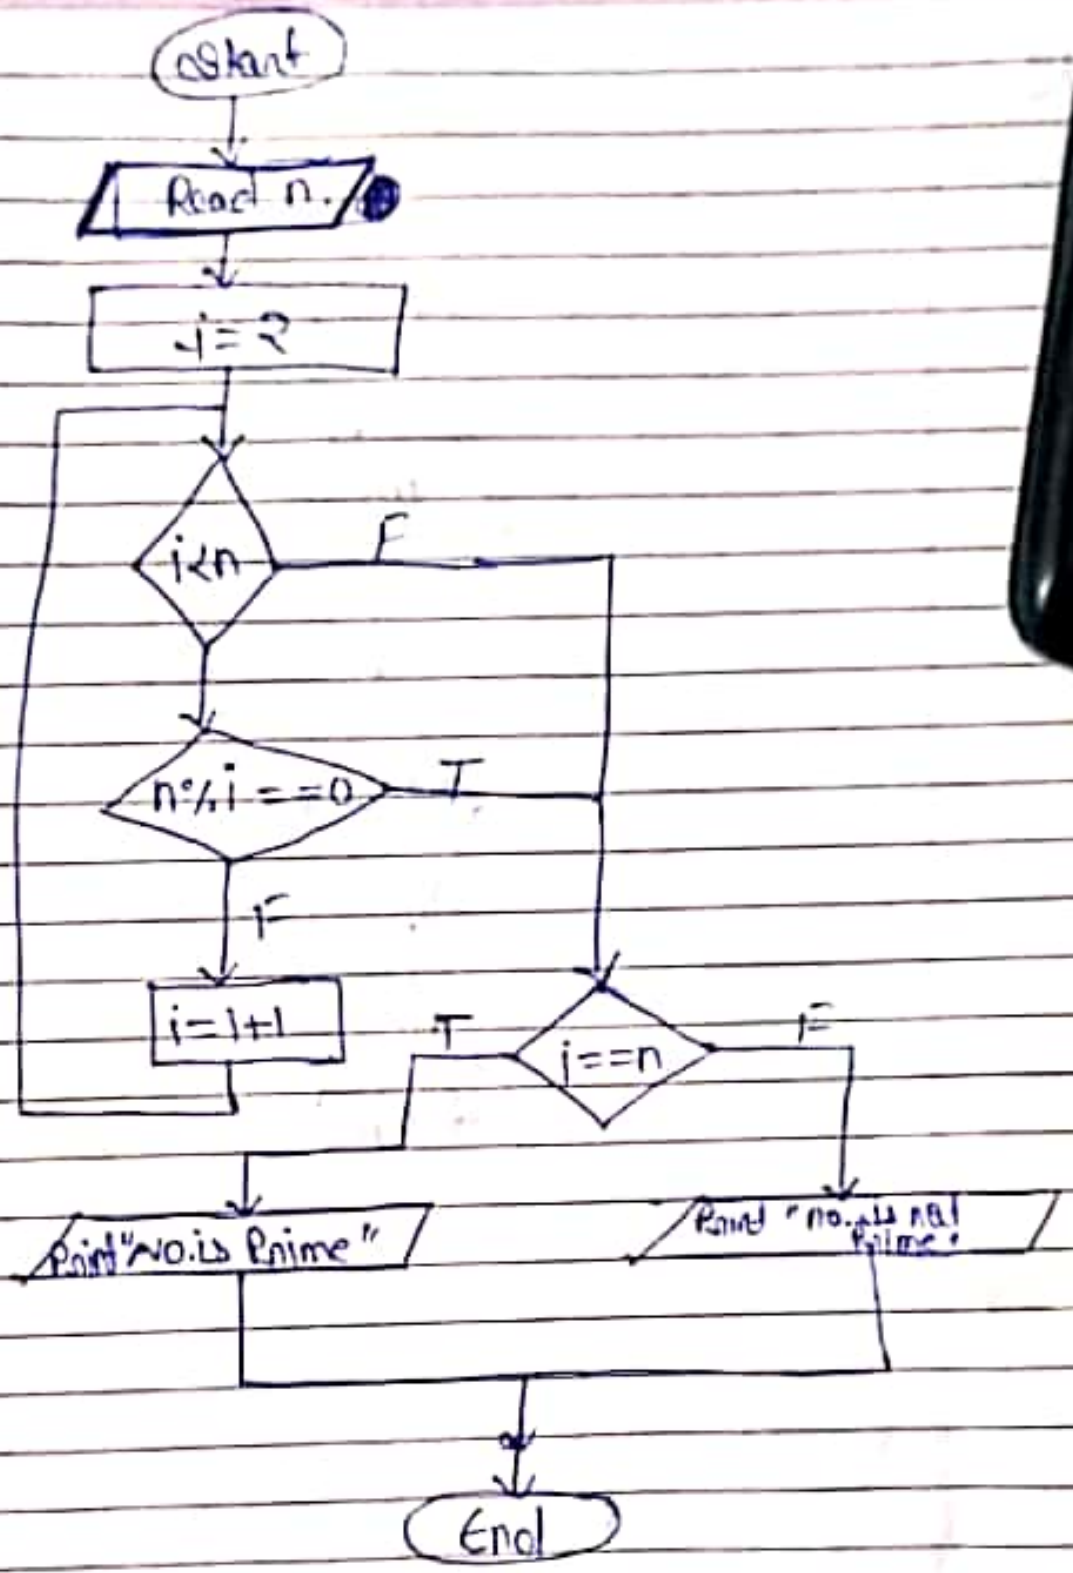 Start
Read n.
i=2
i<n
F
n%i==0
T
F
i=i+1
T
i==n
F
Print "No.is Prime"
Print "no. is not
Prime.
End